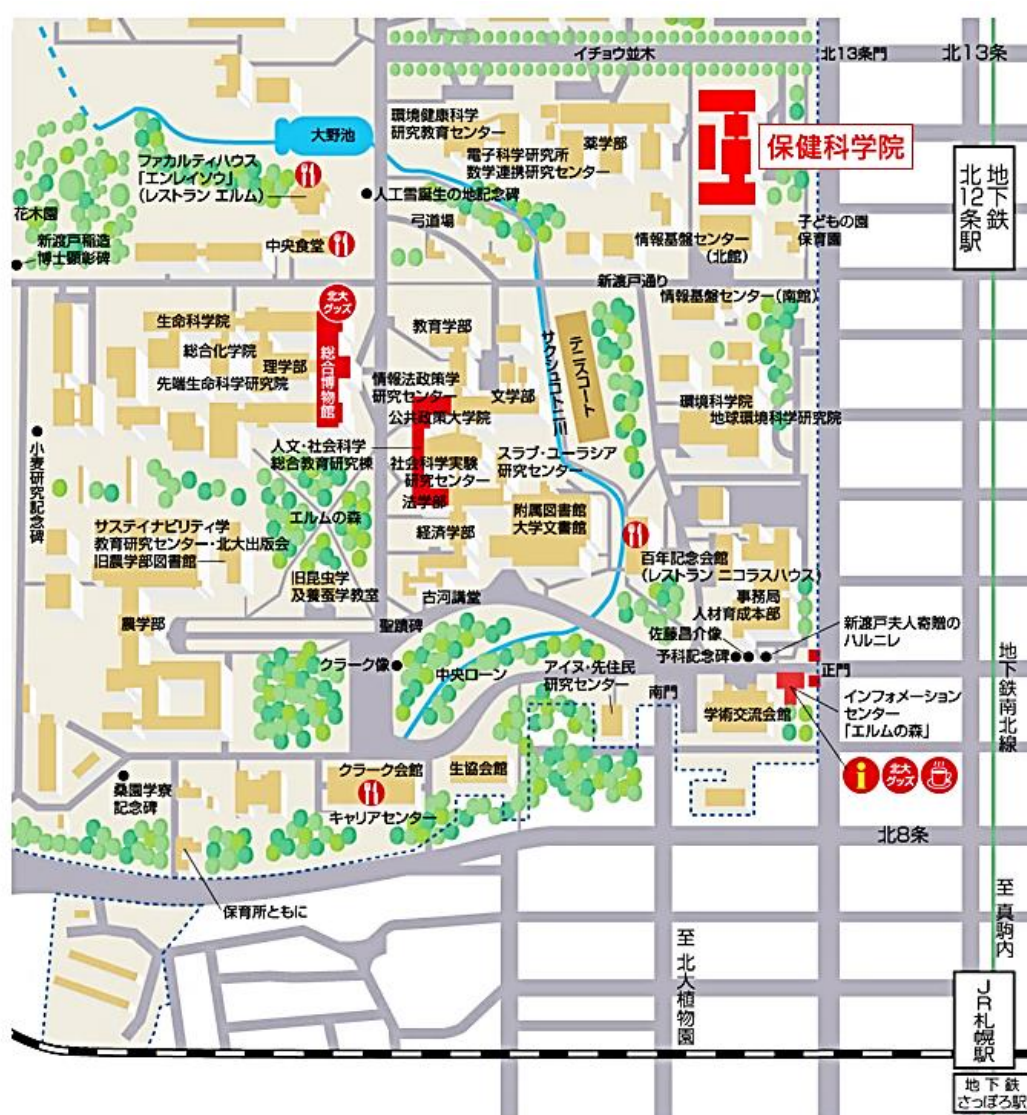 イチョウ並木
北13条門
北13条
大野池
環境健康科学
研究教育センター
薬学部
電子科学研究所
数学連携研究センター
保健科学院
地下鉄
北12条駅
ファカルティハウス
「エンレイソウ」
(レストラン エルム)
人工雪誕生の地記念碑
花木園
弓道場
子どもの園
保育園
新渡戸稲造
博士顕彰碑
中央食堂
情報基盤センター
(北館)
新渡戸通り
情報基盤センター(南館)
北大
グッズ
生命科学院
総合化学院
理学部
先端生命科学研究院
総合博物館
教育学部
情報法政策学
研究センター
文学部
公共政策大学院
サクシュコトニ川
テニスコート
環境科学院
地球環境科学研究院
小麦研究記念碑
人文・社会科学
総合教育研究棟
社会科学実験
研究センター
スラブ・ユーラシア
研究センター
法学部
エルムの森
附属図書館
大学文書館
経済学部
サステイナビリティ学
教育研究センター・北大出版会
旧農学部図書館
百年記念会館
(レストラン ニコラスハウス)
旧昆虫学
及養蚕学教室
古河講堂
事務局
人材育成本部
農学部
聖蹟碑
佐藤昌介像
新渡戸夫人寄贈の
ハルニレ
予科記念碑
クラーク像
中央ローン
アイヌ・先住民
研究センター
南門
正門
学術交流会館
インフォメーション
センター
「エルムの森」
地下鉄南北線
i
北大
グッズ
桑園学寮
記念碑
クラーク会館
生協会館
キャリアセンター
北8条
保育所ともに
至 真駒内
至 北大植物園
JR札幌駅
地下鉄
さっぽろ駅